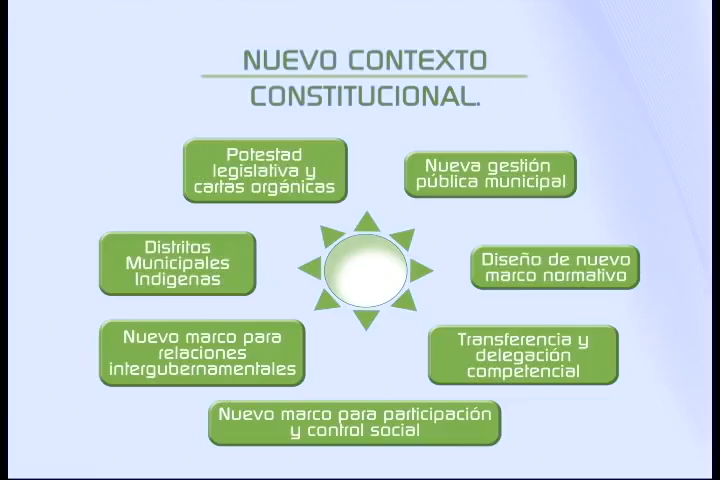 NUEVO CONTEXTO
CONSTITUCIONAL.
Potestad
legislativa y
cartas orgánicas
Nueva gestión
pública municipal
Distritos
Municipales
Indigenas
Diseño de nuevo
marco normativo
Nuevo marco para
relaciones
intergubernamentales
Transferencia y
delegación
competencial
Nuevo marco para participación
y control social